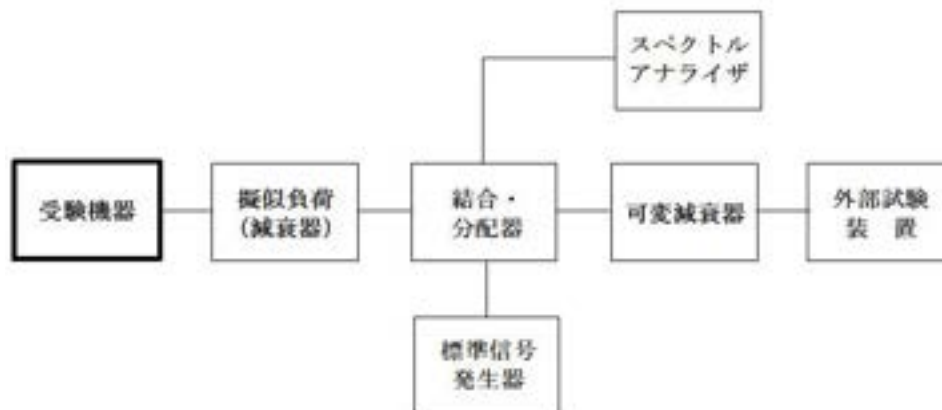 スペクトル
アナライザ
受験機器
擬似負荷
(減衰器)
結合・
分配器
可変減衰器
外部試験
装　置
標準信号
発生器